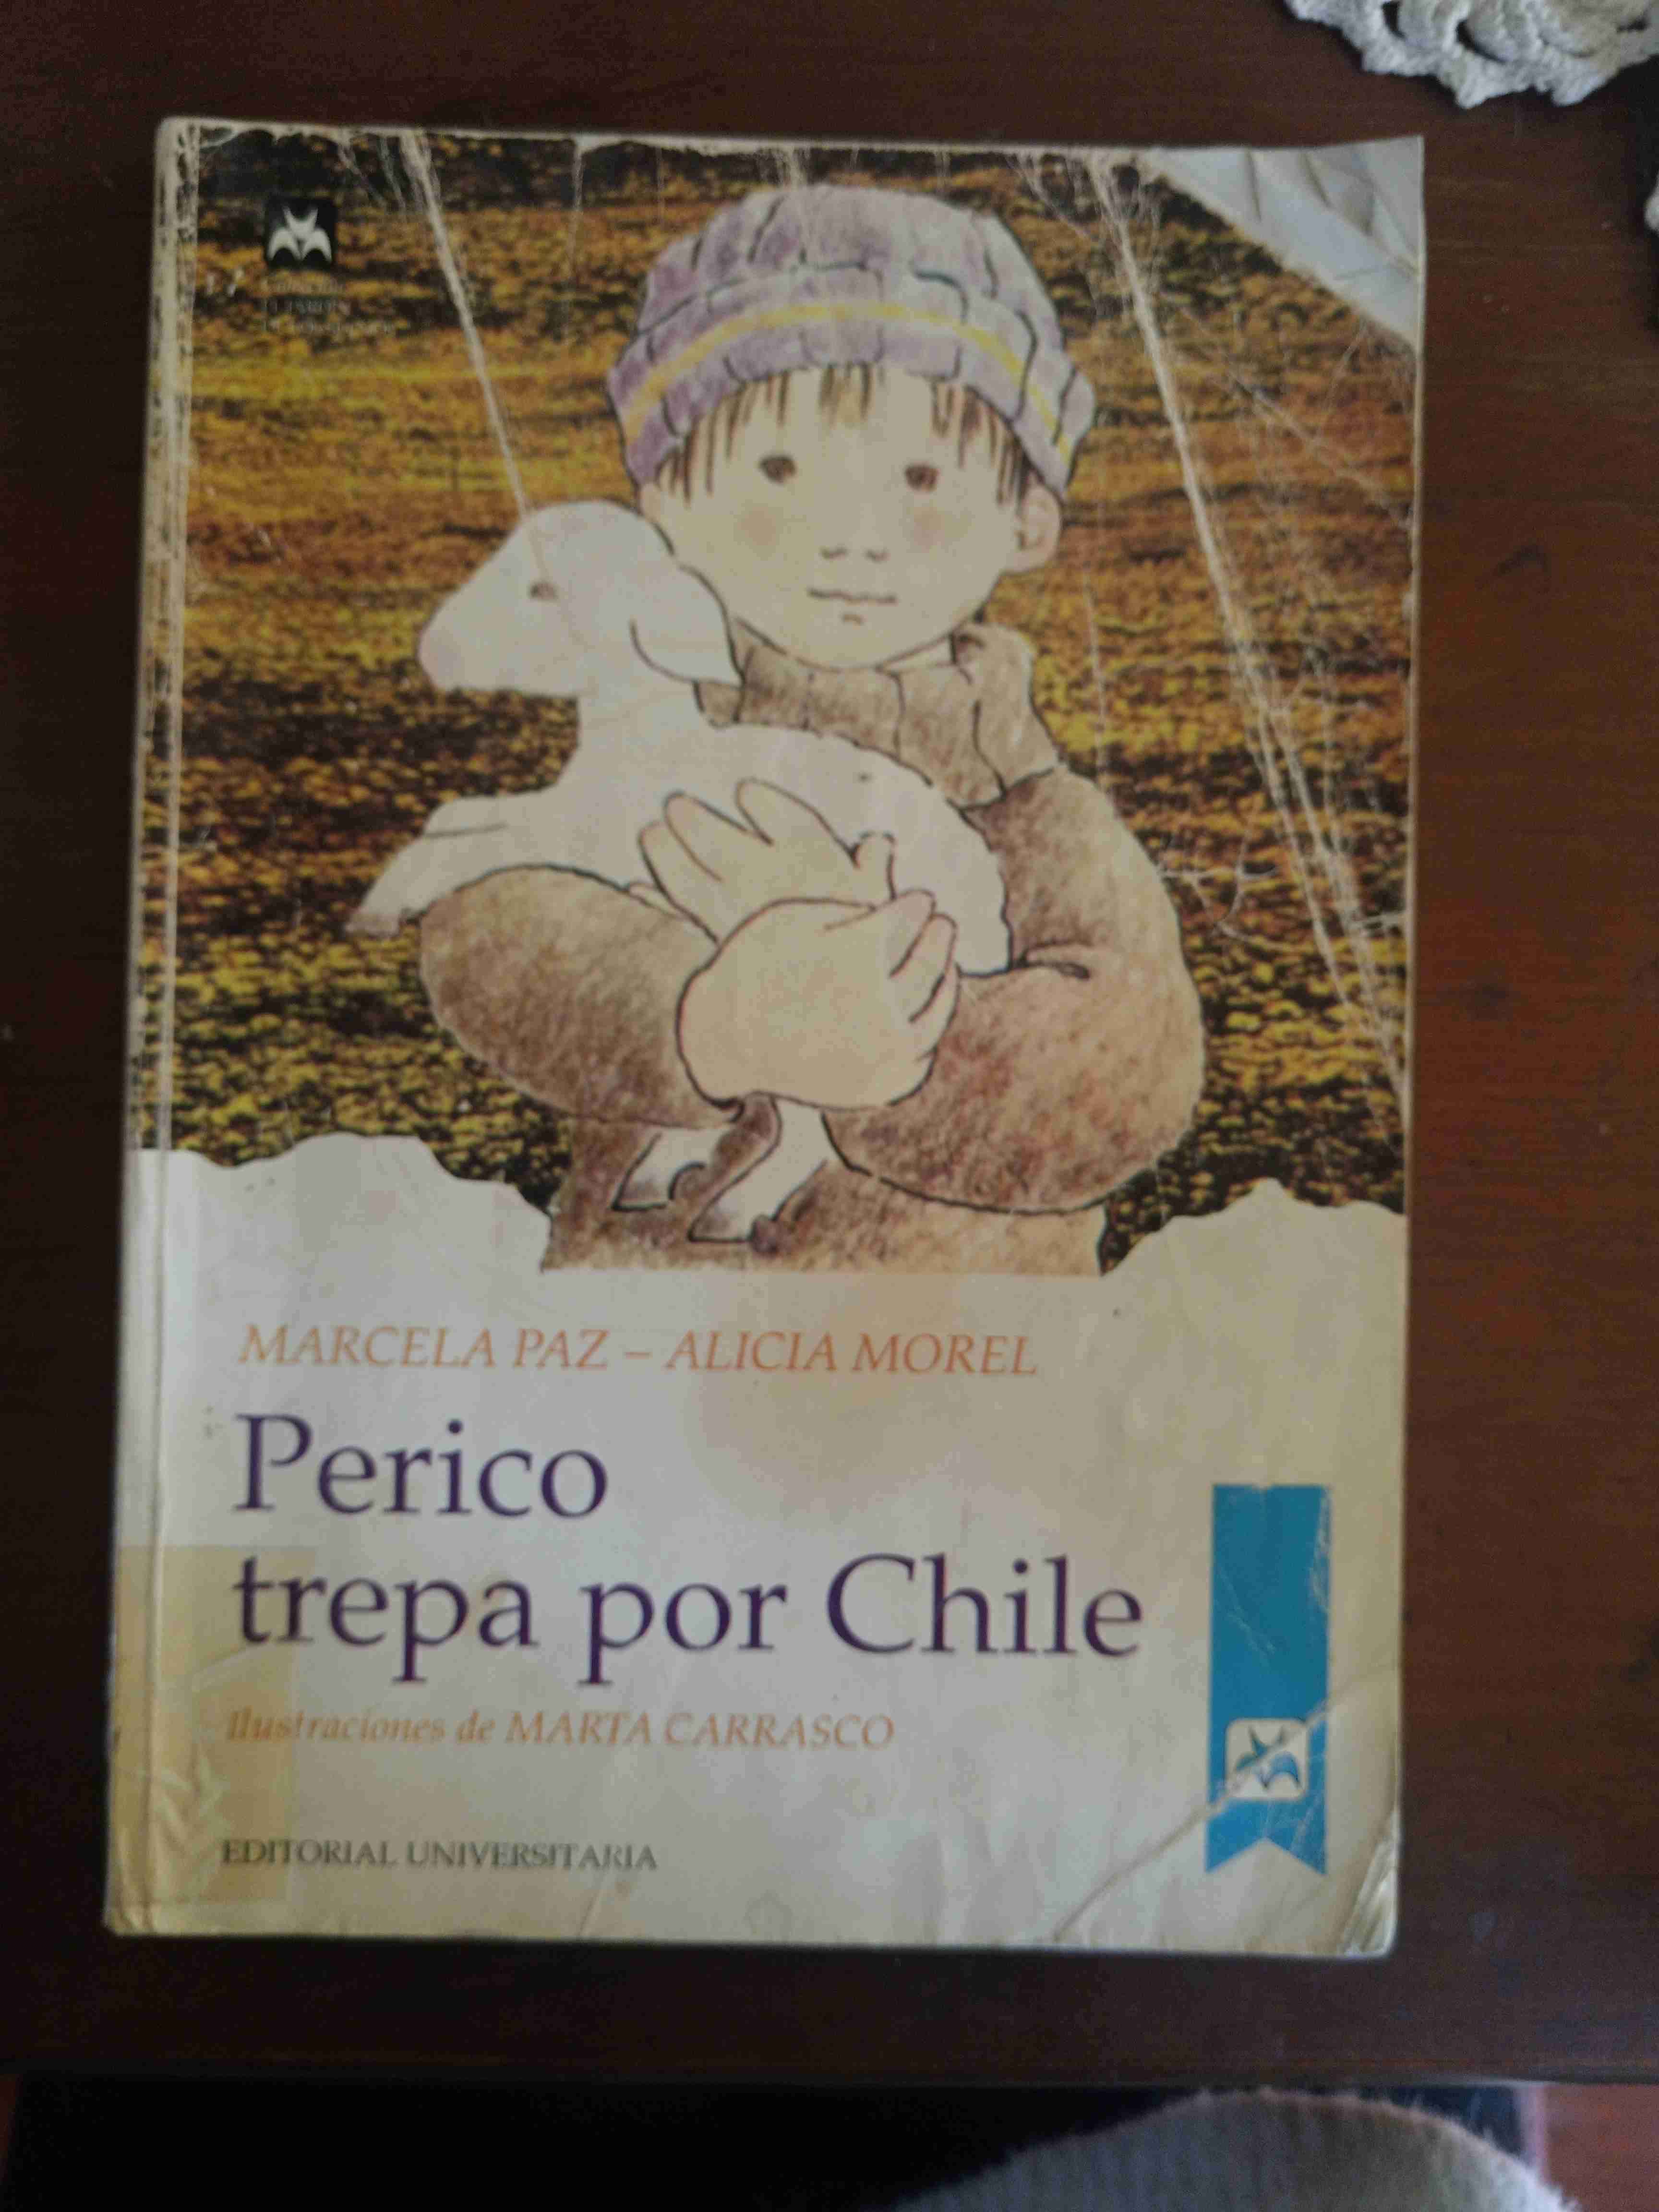 MARCELA PAZ – ALICIA MOREL
Perico
trepa por Chile
Ilustraciones de MARTA CARRASCO
EDITORIAL UNIVERSITARIA